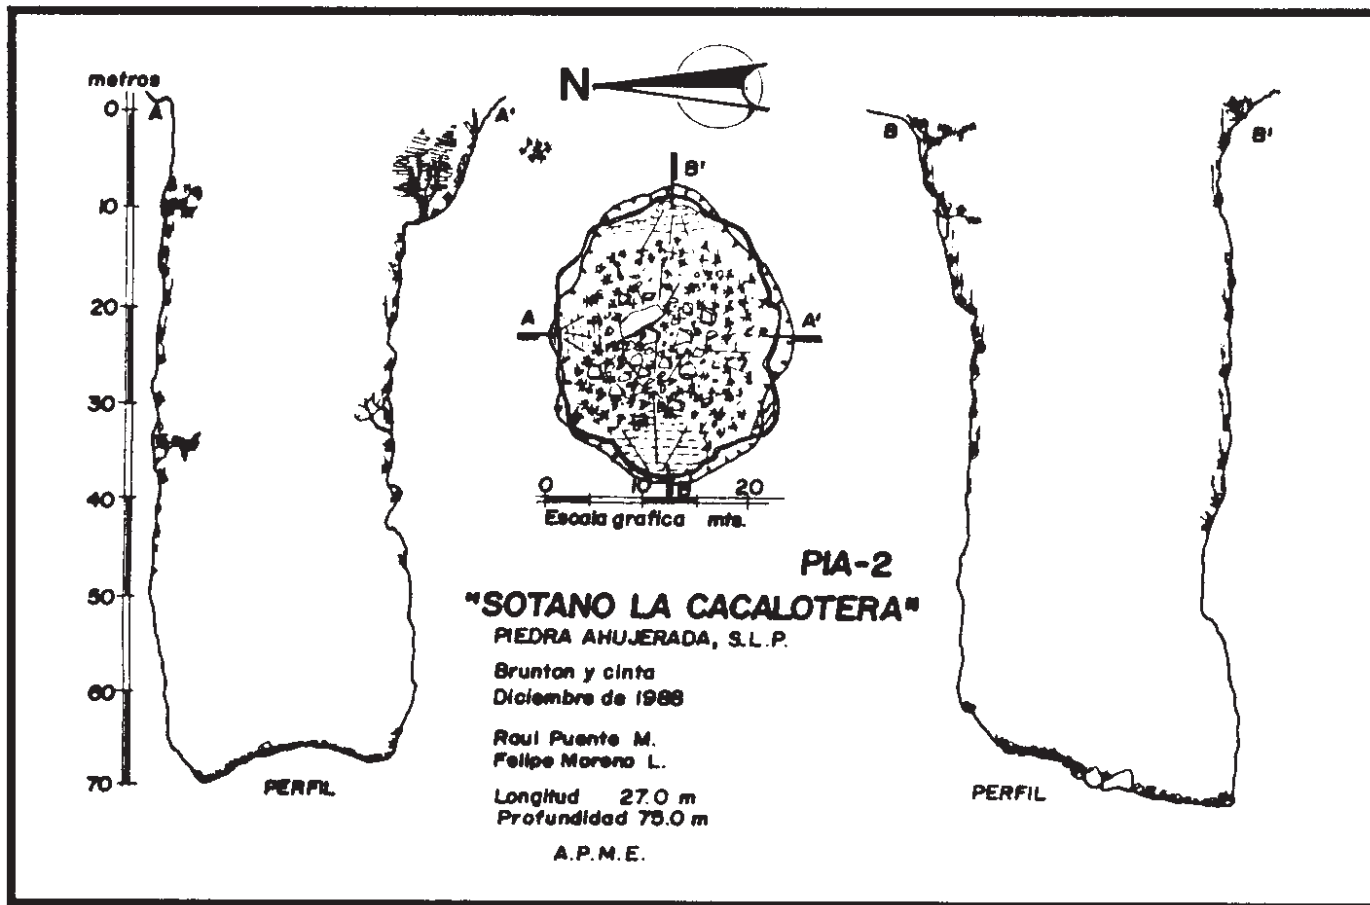 metros
0
10
20
30
40
50
60
70
A
A'
PERFIL
N
B'
A
A'
B
0 10 20
Escala grafica mts.
PIA-2
"SOTANO LA CACALOTERA"
PIEDRA AHUJERADA, S.L.P.
Brunton y cinta
Diciembre de 1988
Raul Puente M.
Felipe Moreno L.
Longitud 27.0 m
Profundidad 75.0 m
A.P.M.E.
B
B'
PERFIL